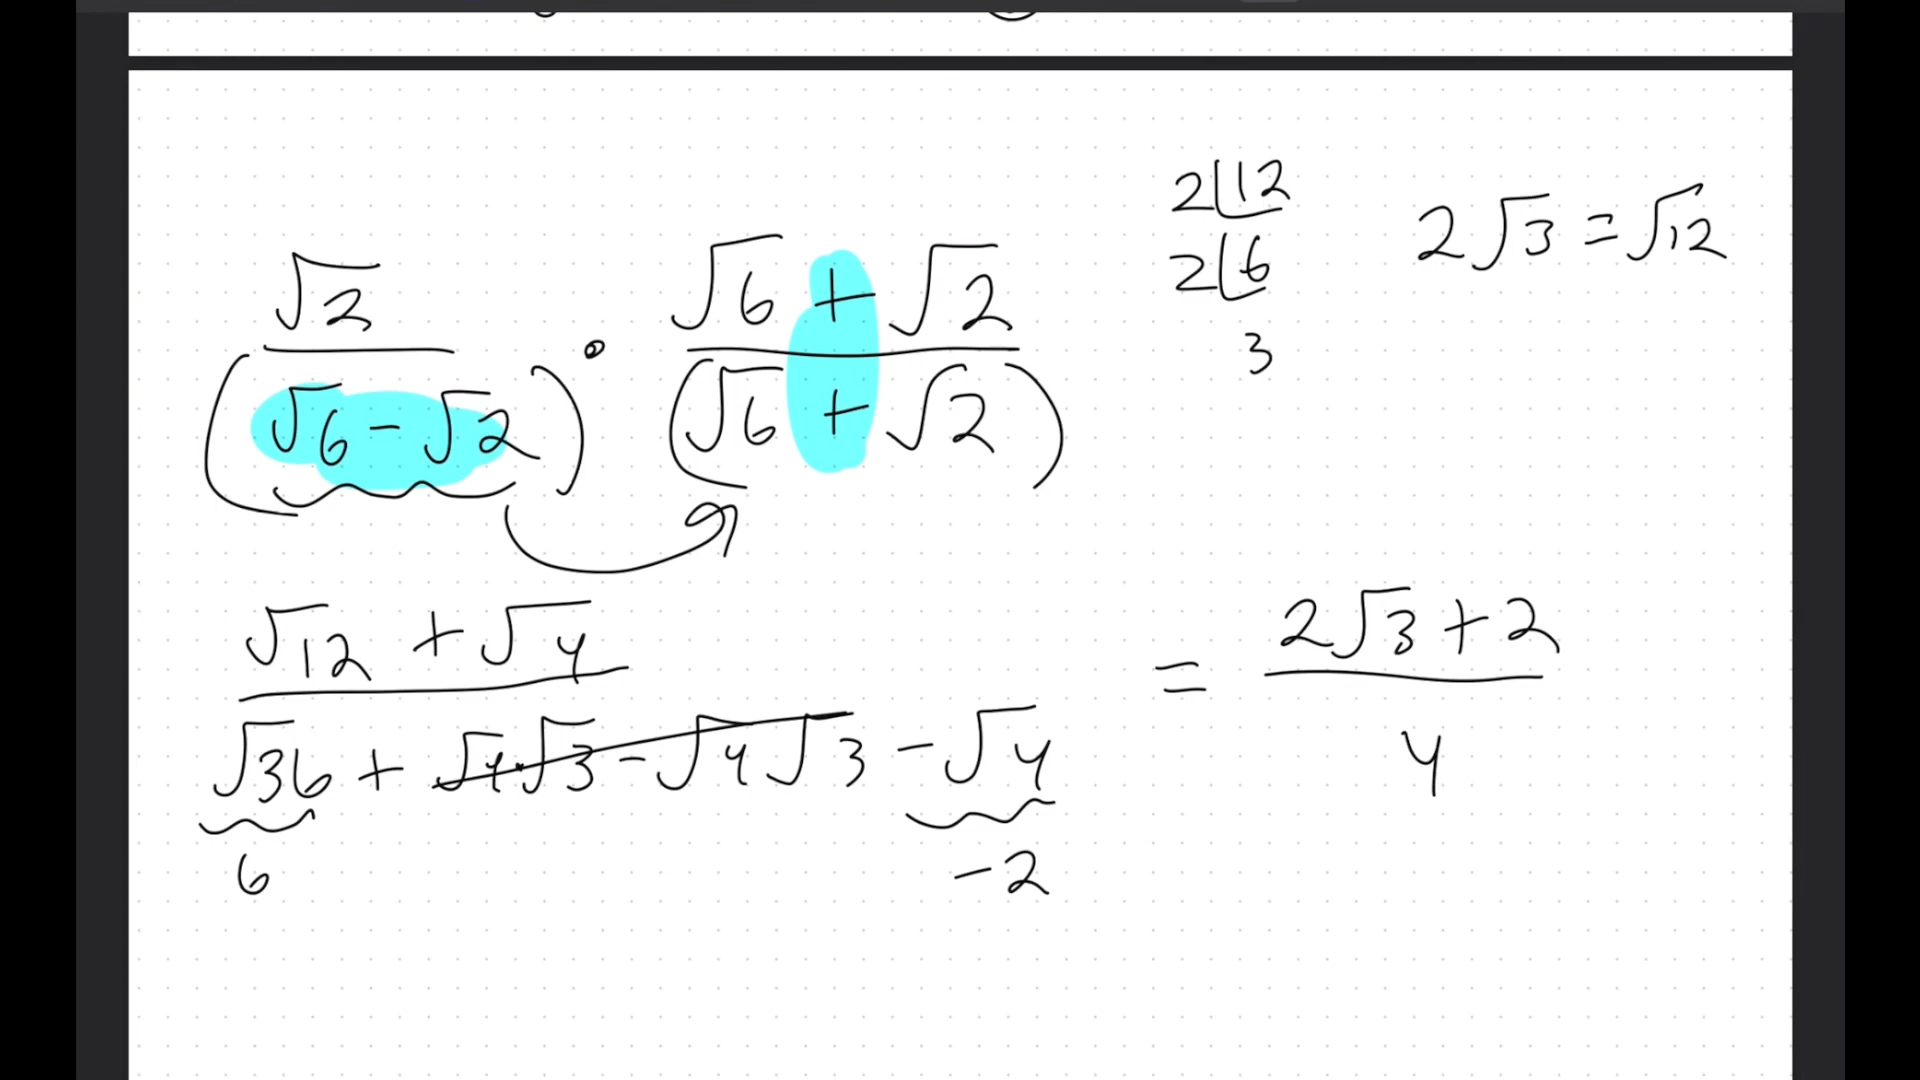 √2 / (√6 - √2) • √6 + √2 / (√6 + √2)
2|12
2|6
3
2√3 = √12
√12 + √4 / √36 + √4·√3 - √4√3 - √4
6
-2
= 2√3 + 2 / 4